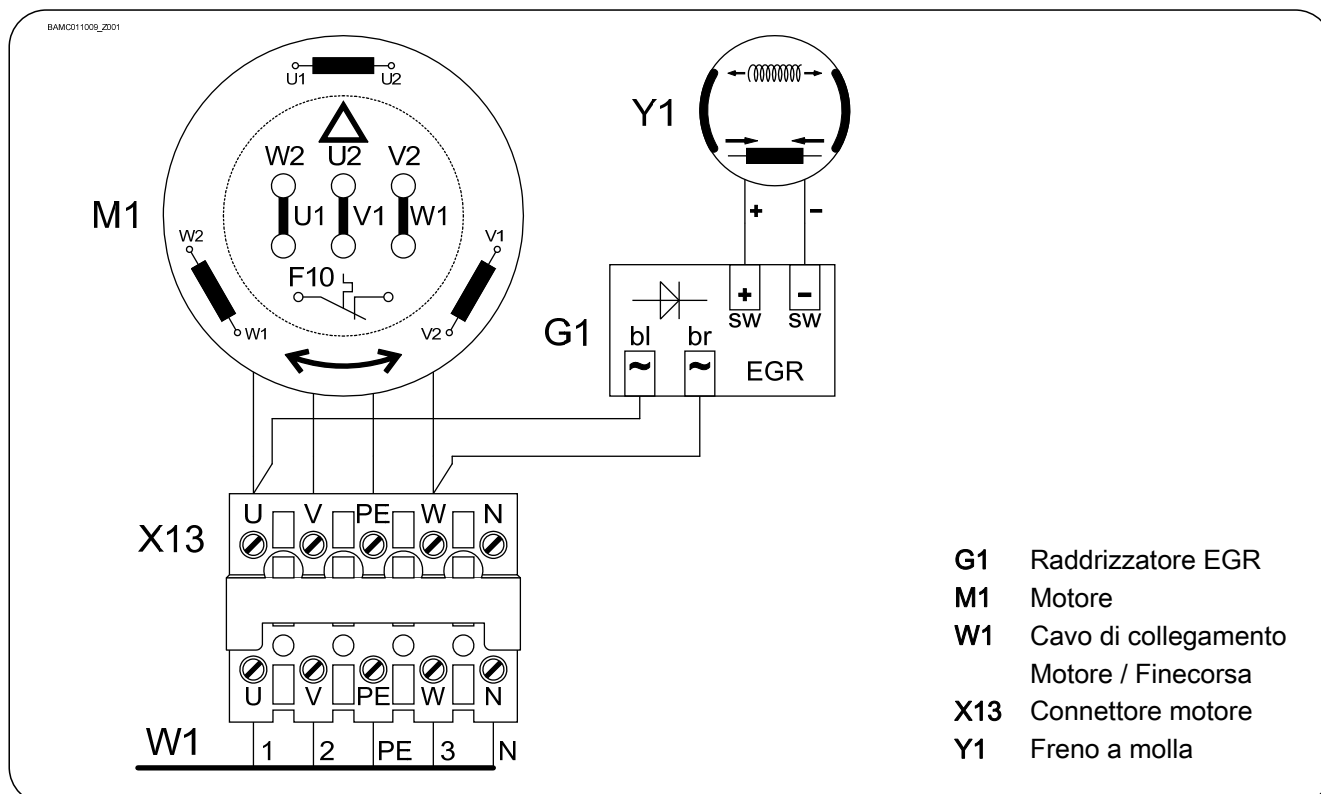 BAMC011009_Z001
U1 U2
W2 U2 V2
U1 V1 W1
M1
W2 V1
F10
W1 V2
Y1
+ -
+ -
sw sw
G1
bl br
~ ~
EGR
X13
U V PE W N
U V PE W N
W1 1 2 PE 3 N
G1 Raddrizzatore EGR
M1 Motore
W1 Cavo di collegamento
Motore / Finecorsa
X13 Connettore motore
Y1 Freno a molla